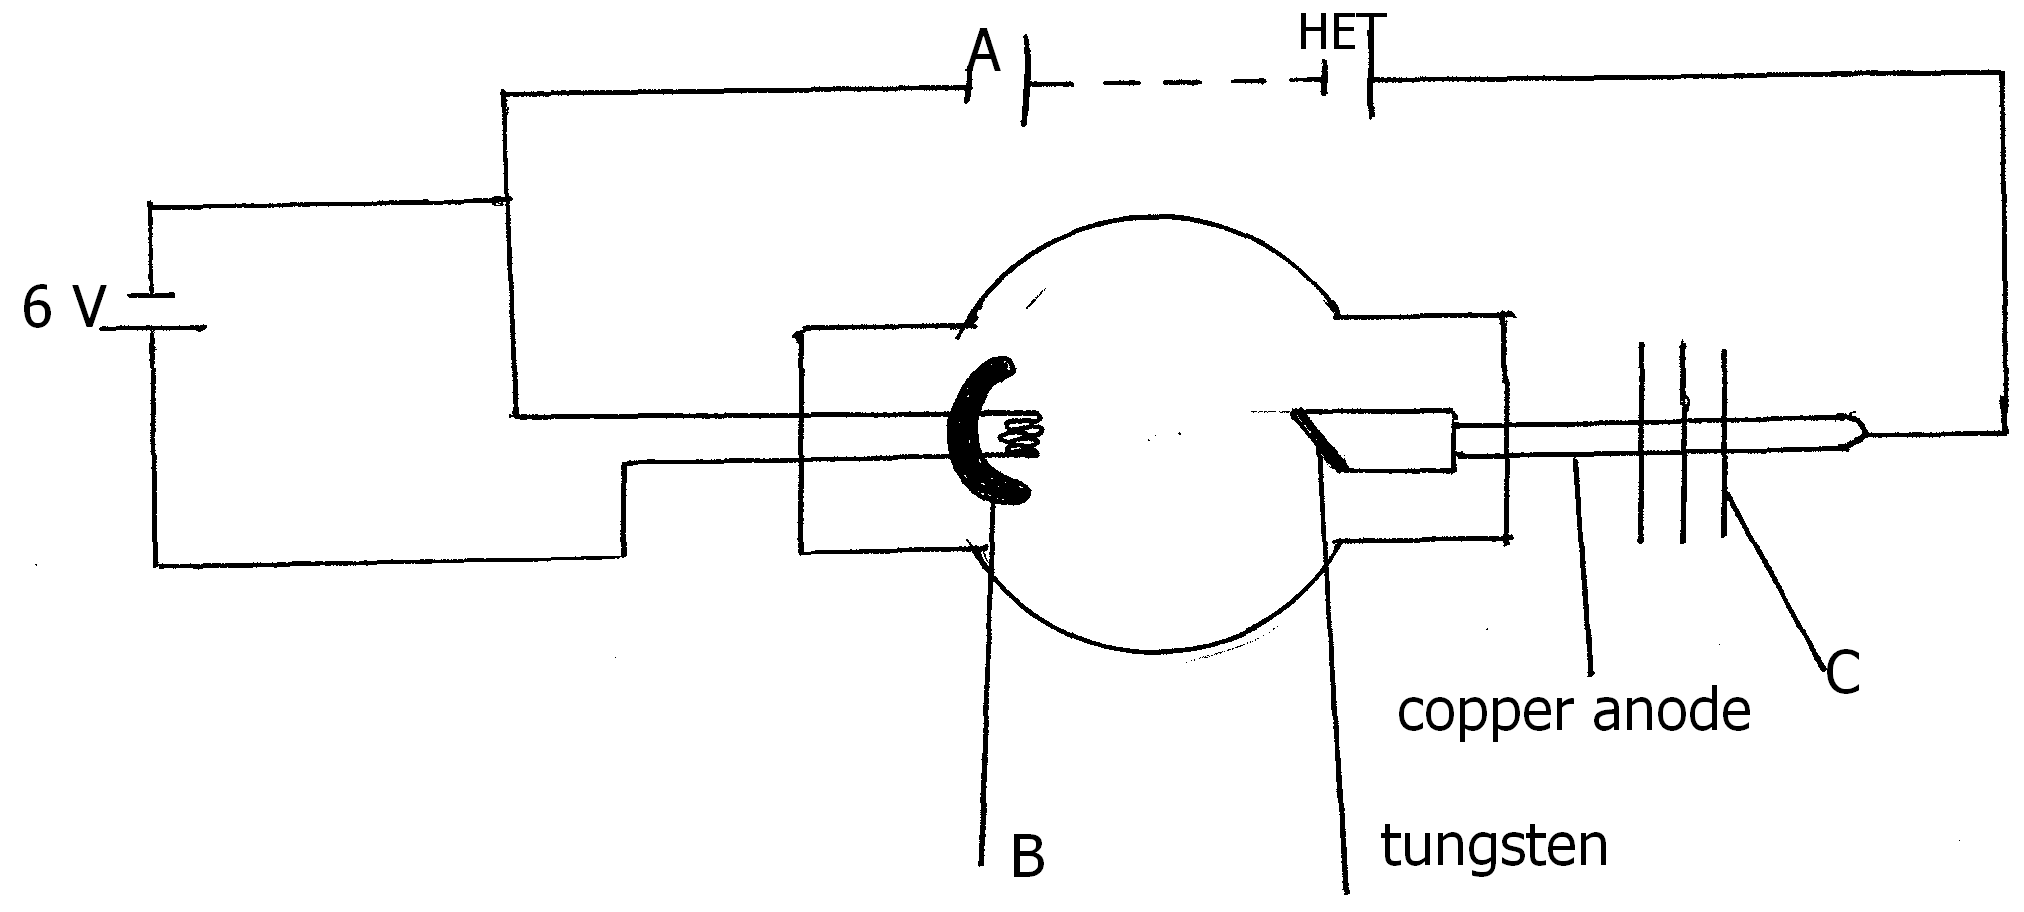 A
HET
6 V
C
copper anode
B
tungsten